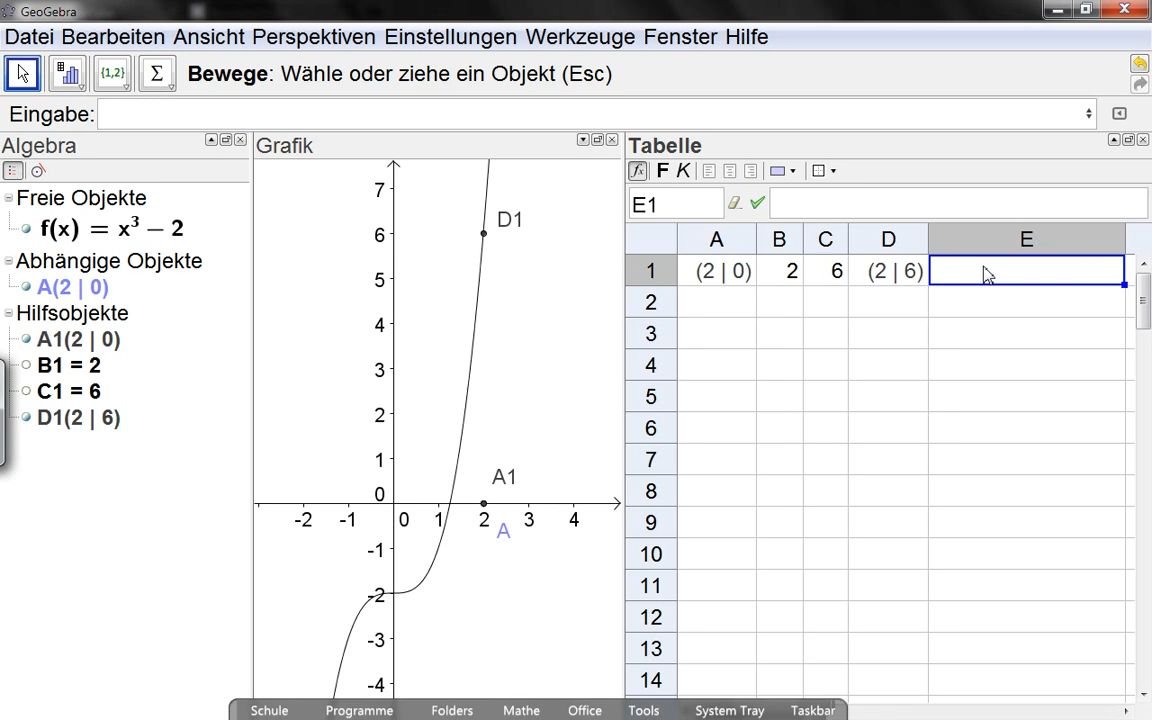 GeoGebra
Datei Bearbeiten Ansicht Perspektiven Einstellungen Werkzeuge Fenster Hilfe
{1,2} Σ Bewege: Wähle oder ziehe ein Objekt (Esc)
Eingabe:
Algebra
Freie Objekte
f(x) = x³ − 2
Abhängige Objekte
A(2 | 0)
Hilfsobjekte
A1(2 | 0)
B1 = 2
C1 = 6
D1(2 | 6)
Grafik
7
6
5
4
3
2
1
0
-1
-2
-3
-4
-2 -1 0 1 2 3 4
D1
A1
A
Tabelle
fx F K
E1
A B C D E
1 (2 | 0) 2 6 (2 | 6)
2
3
4
5
6
7
8
9
10
11
12
13
14
Schule Programme Folders Mathe Office Tools System Tray Taskbar